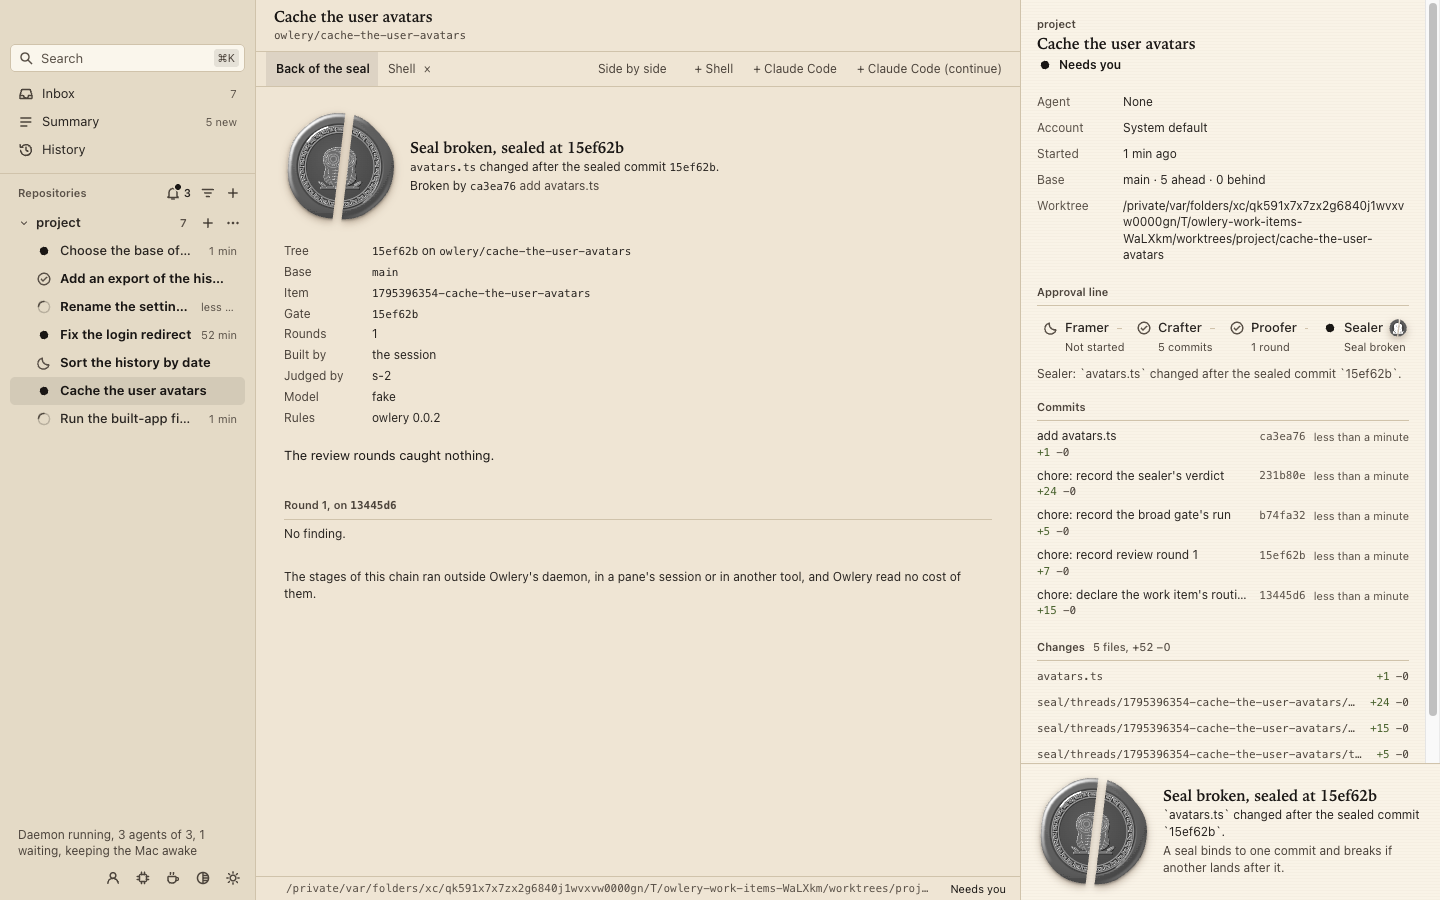 Search ⌘K
Inbox 7
Summary 5 new
History
Repositories 3
project 7
Choose the base of... 1 min
Add an export of the his...
Rename the settin... less ...
Fix the login redirect 52 min
Sort the history by date
Cache the user avatars
Run the built-app fi... 1 min
Daemon running, 3 agents of 3, 1
waiting, keeping the Mac awake
Cache the user avatars
owlery/cache-the-user-avatars
Back of the seal Shell × Side by side + Shell + Claude Code + Claude Code (continue)
Seal broken, sealed at 15ef62b
avatars.ts changed after the sealed commit 15ef62b.
Broken by ca3ea76 add avatars.ts
Tree 15ef62b on owlery/cache-the-user-avatars
Base main
Item 1795396354-cache-the-user-avatars
Gate 15ef62b
Rounds 1
Built by the session
Judged by s-2
Model fake
Rules owlery 0.0.2
The review rounds caught nothing.
Round 1, on 13445d6
No finding.
The stages of this chain ran outside Owlery's daemon, in a pane's session or in another tool, and Owlery read no cost of
them.
/private/var/folders/xc/qk591x7x7zx2g6840j1wvxvw0000gn/T/owlery-work-items-WaLXkm/worktrees/proj... Needs you
project
Cache the user avatars
Needs you
Agent None
Account System default
Started 1 min ago
Base main · 5 ahead · 0 behind
Worktree /private/var/folders/xc/qk591x7x7zx2g6840j1wvxv
w0000gn/T/owlery-work-items-
WaLXkm/worktrees/project/cache-the-user-
avatars
Approval line
Framer – Crafter – Proofer - Sealer
Not started 5 commits 1 round Seal broken
Sealer: `avatars.ts` changed after the sealed commit `15ef62b`.
Commits
add avatars.ts ca3ea76 less than a minute
+1 −0
chore: record the sealer's verdict 231b80e less than a minute
+24 −0
chore: record the broad gate's run b74fa32 less than a minute
+5 −0
chore: record review round 1 15ef62b less than a minute
+7 −0
chore: declare the work item's routi... 13445d6 less than a minute
+15 −0
Changes 5 files, +52 −0
avatars.ts +1 −0
seal/threads/1795396354-cache-the-user-avatars/… +24 −0
seal/threads/1795396354-cache-the-user-avatars/… +15 −0
seal/threads/1795396354-cache-the-user-avatars/t… +5 −0
Seal broken, sealed at 15ef62b
`avatars.ts` changed after the sealed commit
`15ef62b`.
A seal binds to one commit and breaks if
another lands after it.